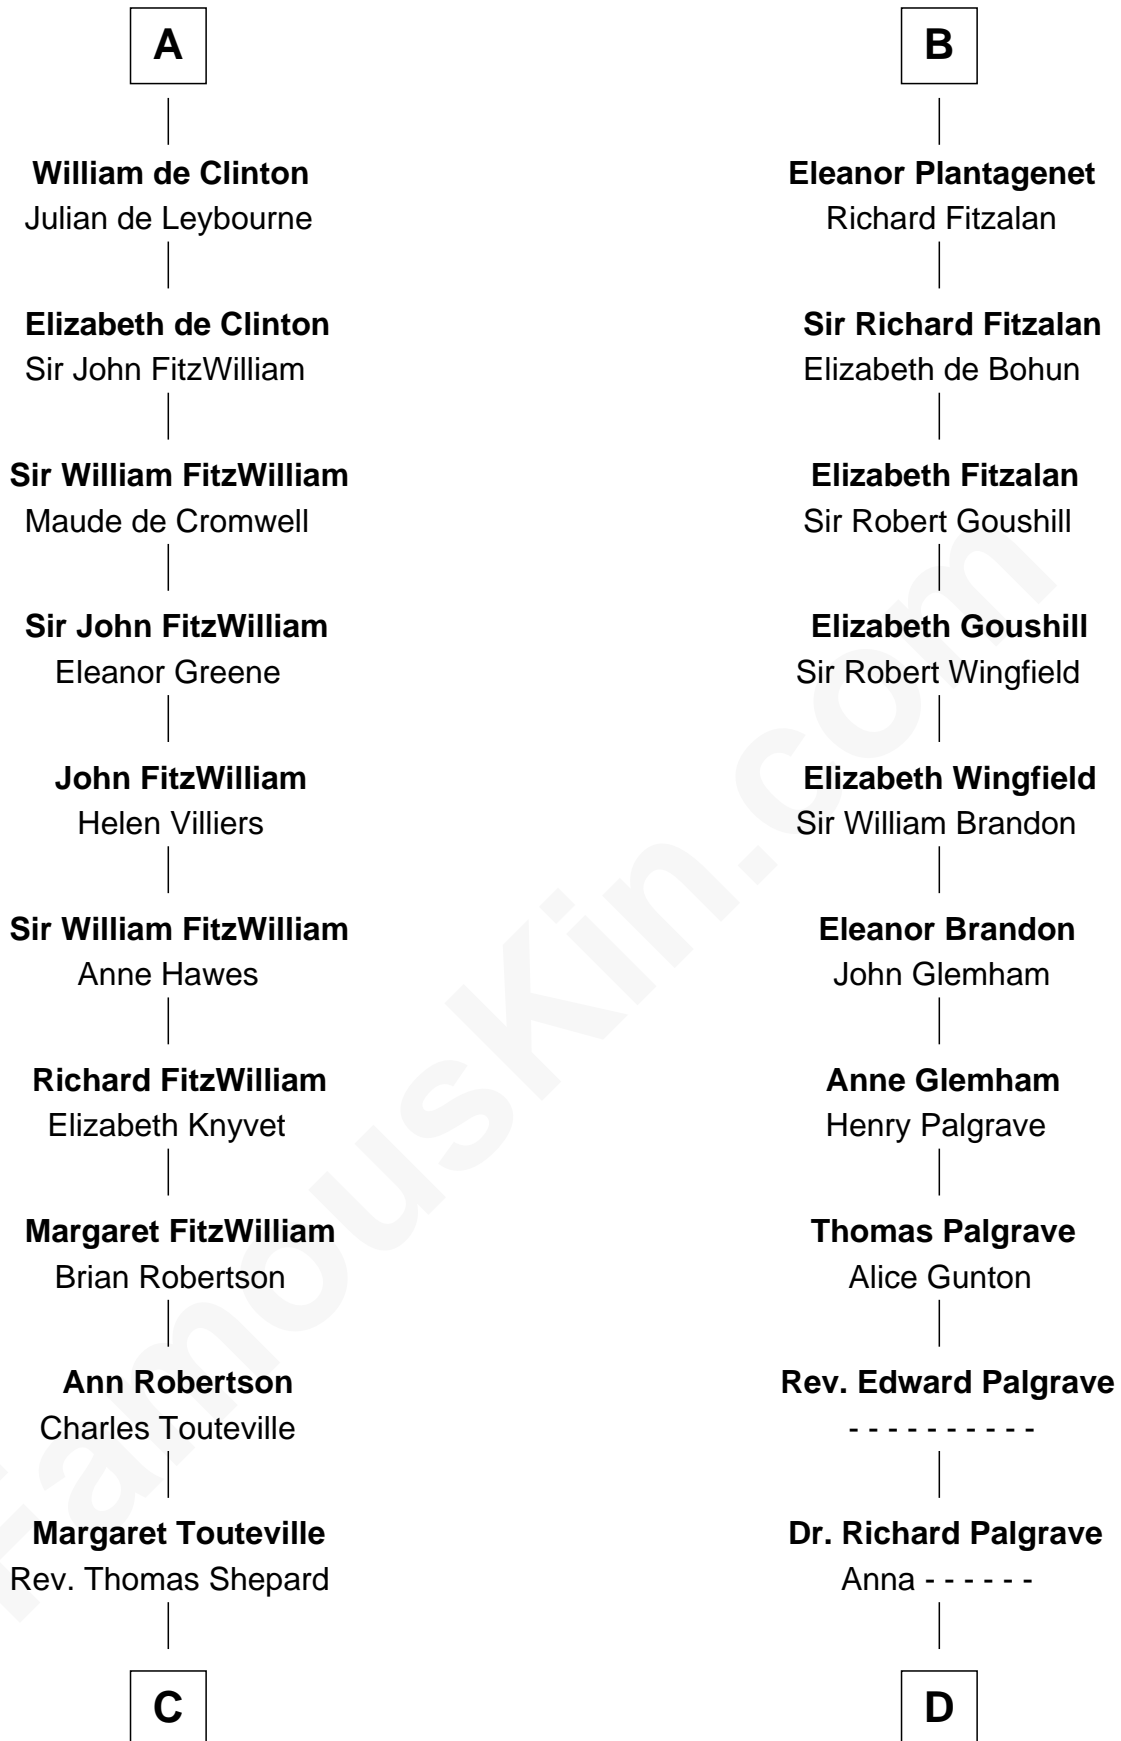 A
William de Clinton
Julian de Leybourne
Elizabeth de Clinton
Sir John FitzWilliam
Sir William FitzWilliam
Maude de Cromwell
Sir John FitzWilliam
Eleanor Greene
John FitzWilliam
Helen Villiers
Sir William FitzWilliam
Anne Hawes
Richard FitzWilliam
Elizabeth Knyvet
Margaret FitzWilliam
Brian Robertson
Ann Robertson
Charles Touteville
Margaret Touteville
Rev. Thomas Shepard
C
B
Eleanor Plantagenet
Richard Fitzalan
Sir Richard Fitzalan
Elizabeth de Bohun
Elizabeth Fitzalan
Sir Robert Goushill
Elizabeth Goushill
Sir Robert Wingfield
Elizabeth Wingfield
Sir William Brandon
Eleanor Brandon
John Glemham
Anne Glemham
Henry Palgrave
Thomas Palgrave
Alice Gunton
Rev. Edward Palgrave
- - - - - - - - - -
Dr. Richard Palgrave
Anna - - - - - -
D
FamousKin.com